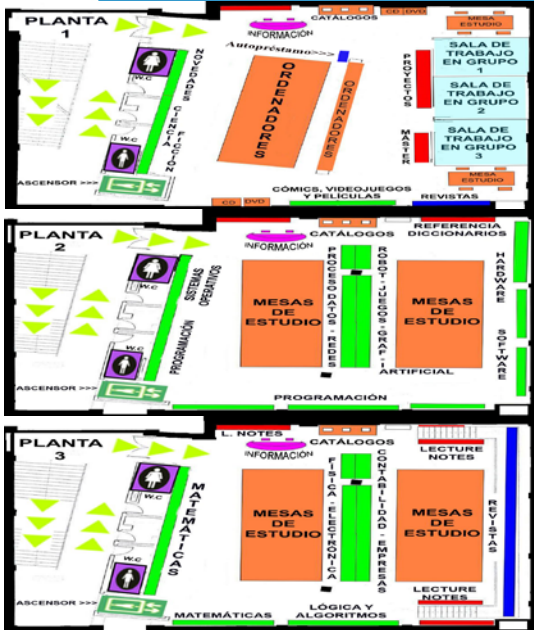 PLANTA
1
W.C
NOVEDADES
CIENCIA
FICCIÓN
W.C
ASCENSOR >>>
INFORMACIÓN
CATÁLOGOS
CD
DVD
MESA
ESTUDIO
Autopréstamo>>>
ORDENADORES
ORDENADORES
PROYECTOS
MÁSTER
SALA DE
TRABAJO
EN GRUPO
1
SALA DE
TRABAJO
EN GRUPO
2
SALA DE
TRABAJO
EN GRUPO
3
MESA
ESTUDIO
CD
DVD
CÓMICS, VIDEOJUEGOS
Y PELÍCULAS
REVISTAS
PLANTA
2
W.C
SISTEMAS
OPERATIVOS
PROGRAMACIÓN
W.C
ASCENSOR >>>
INFORMACIÓN
CATÁLOGOS
REFERENCIA
DICCIONARIOS
MESAS
DE
ESTUDIO
PROCESO DATOS - REDES
ROBOT-JUEGOS-GRAF-I
ARTIFICIAL
MESAS
DE
ESTUDIO
HARDWARE
SOFTWARE
PROGRAMACIÓN
PLANTA
3
W.C
MATEMÁTICAS
W.C
ASCENSOR >>>
L. NOTES
INFORMACIÓN
CATÁLOGOS
LECTURE
NOTES
MESAS
DE
ESTUDIO
FÍSICA - ELECTRÓNICA
CONTABILIDAD - EMPRESAS
MESAS
DE
ESTUDIO
REVISTAS
LECTURE
NOTES
MATEMÁTICAS
LÓGICA Y
ALGORITMOS